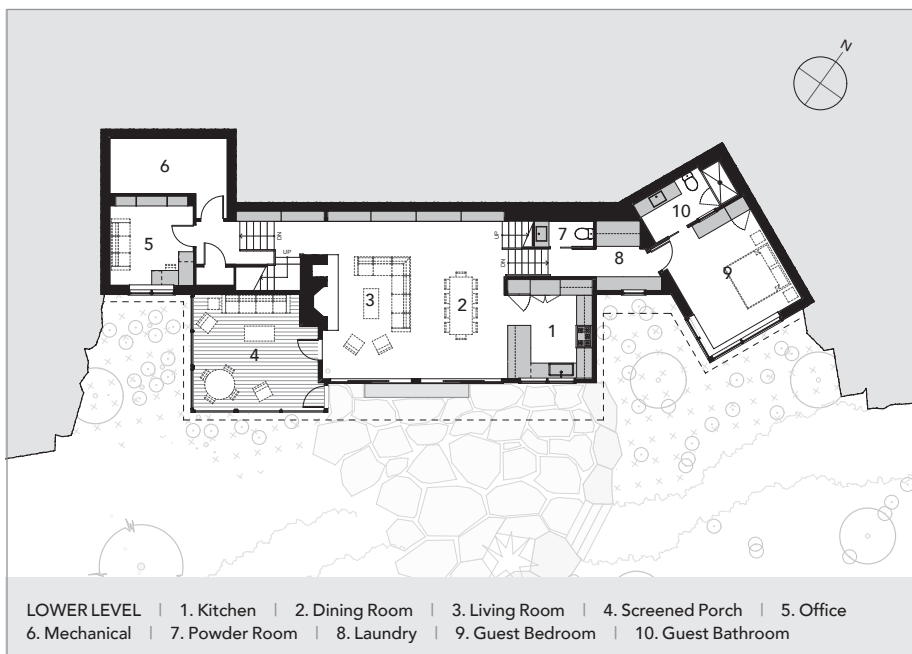 N
6
5
DN
UP
UP
DN
7
8
10
9
3
2
1
4
LOWER LEVEL | 1. Kitchen | 2. Dining Room | 3. Living Room | 4. Screened Porch | 5. Office
6. Mechanical | 7. Powder Room | 8. Laundry | 9. Guest Bedroom | 10. Guest Bathroom